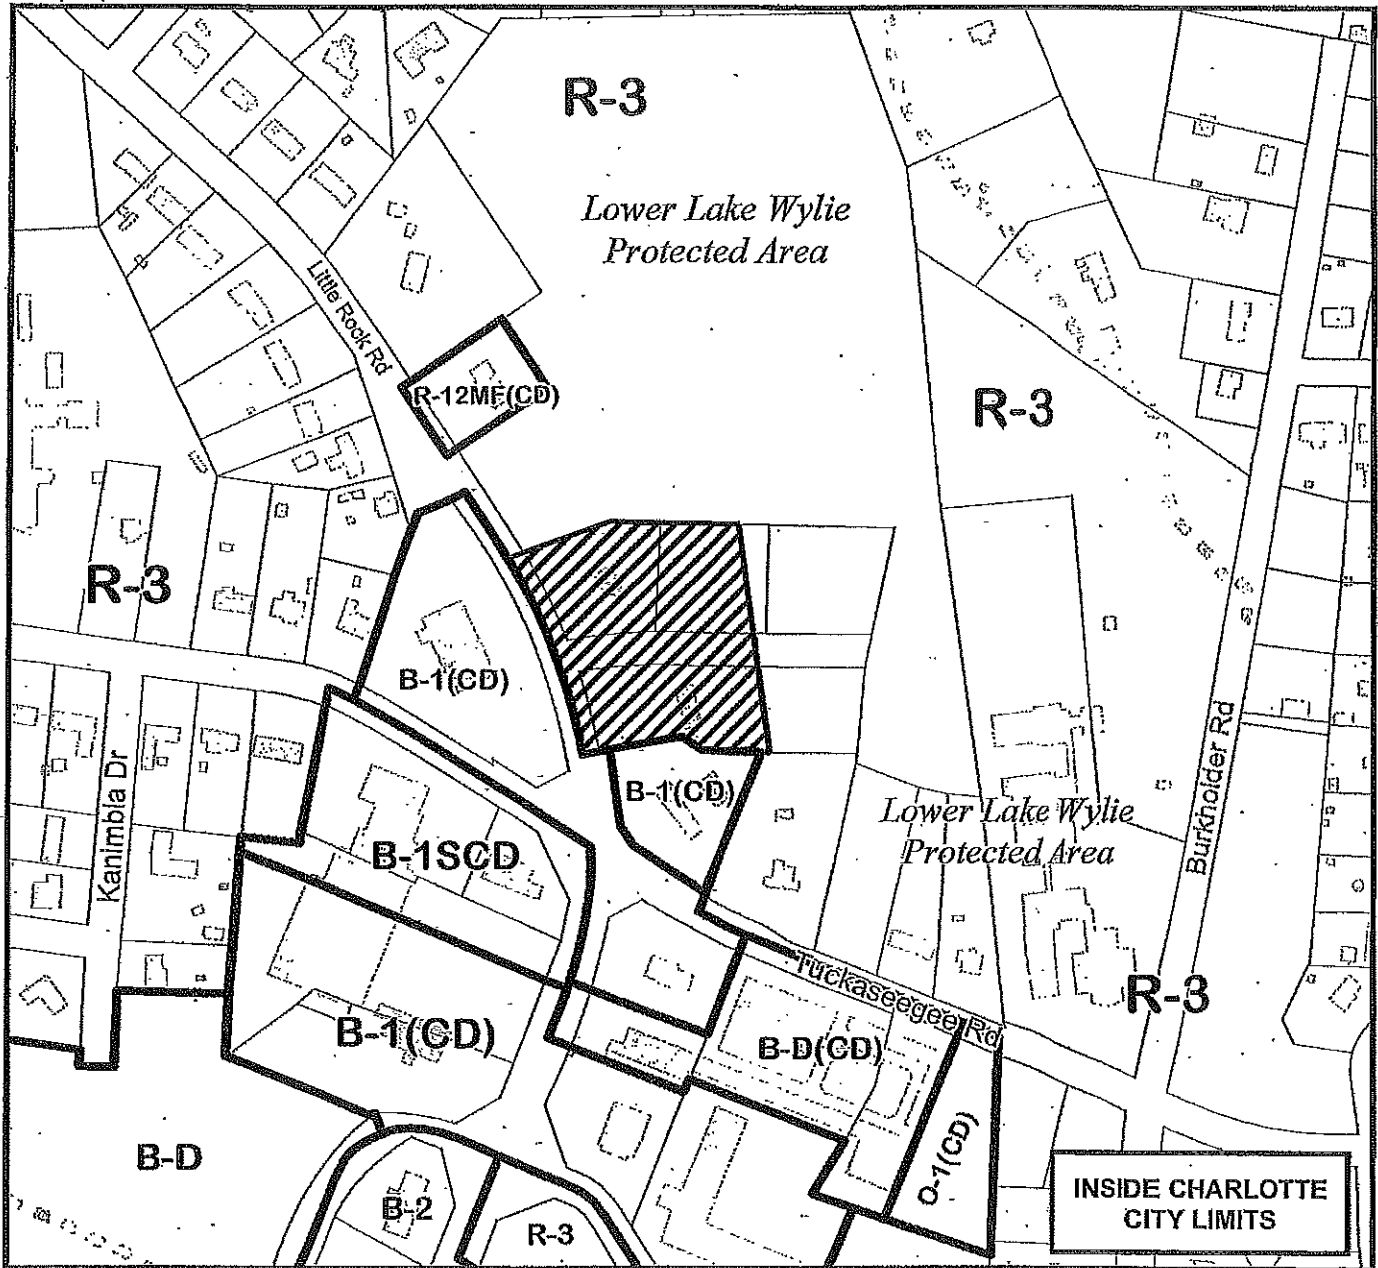 R-3
Lower Lake Wylie
Protected Area
Little Rock Rd
R-12MF(CD)
R-3
R-3
B-1(CD)
B-1(CD)
Kanimbla Dr
Burkholder Rd
Lower Lake Wylie
Protected Area
B-1SCD
Tuckaseegee Rd
R-3
B-1(CD)
B-D(CD)
O-1(CD)
B-D
B-2
R-3
INSIDE CHARLOTTE
CITY LIMITS